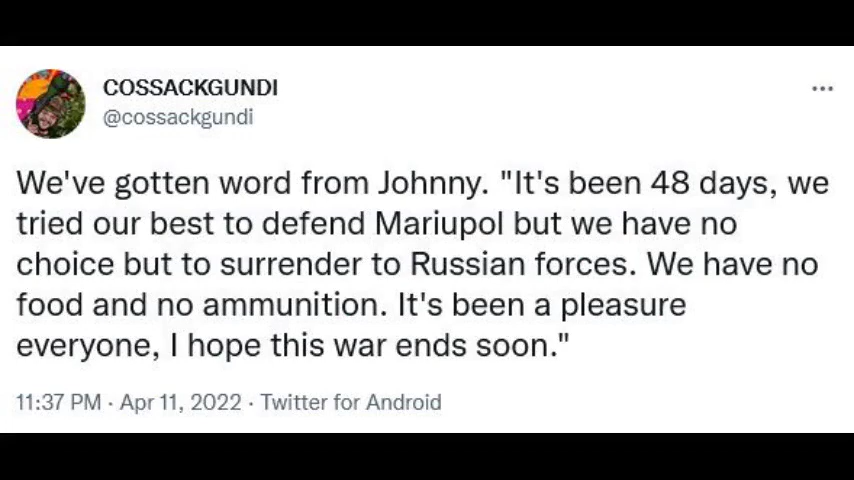 COSSACKGUNDI
@cossackgundi
We've gotten word from Johnny. "It's been 48 days, we
tried our best to defend Mariupol but we have no
choice but to surrender to Russian forces. We have no
food and no ammunition. It's been a pleasure
everyone, I hope this war ends soon."
11:37 PM · Apr 11, 2022 · Twitter for Android